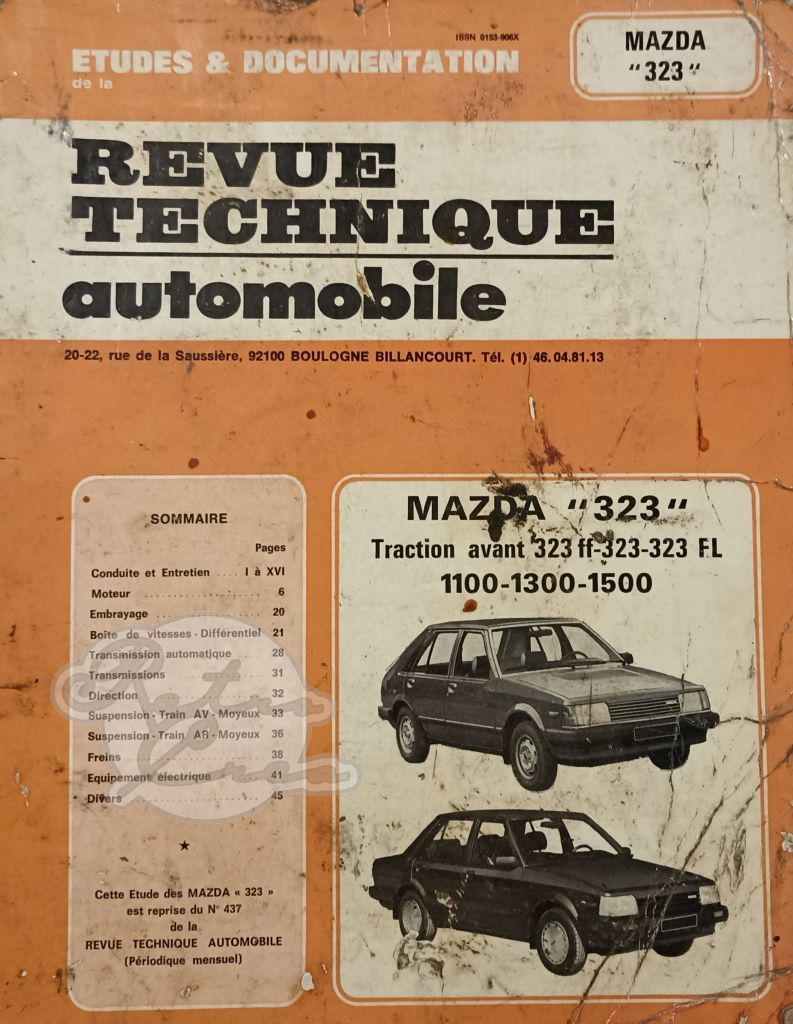 ISSN 0153-906X
ETUDES & DOCUMENTATION
de la
MAZDA
"323"
REVUE
TECHNIQUE
automobile
20-22, rue de la Saussière, 92100 BOULOGNE BILLANCOURT. Tél. (1) 46.04.81.13
SOMMAIRE
Pages
Conduite et Entretien .... I à XVI
Moteur .................... 6
Embrayage ................ 20
Boîte de vitesses - Différentiel 21
Transmission automatique ... 28
Transmissions ............. 31
Direction ................. 32
Suspension - Train AV - Moyeux 33
Suspension - Train AR - Moyeux 36
Freins .................... 38
Equipement électrique ...... 41
Divers .................... 45
★
Cette Etude des MAZDA « 323 »
est reprise du N° 437
de la
REVUE TECHNIQUE AUTOMOBILE
(Périodique mensuel)
MAZDA "323"
Traction avant 323 ff-323-323 FL
1100-1300-1500
Retro